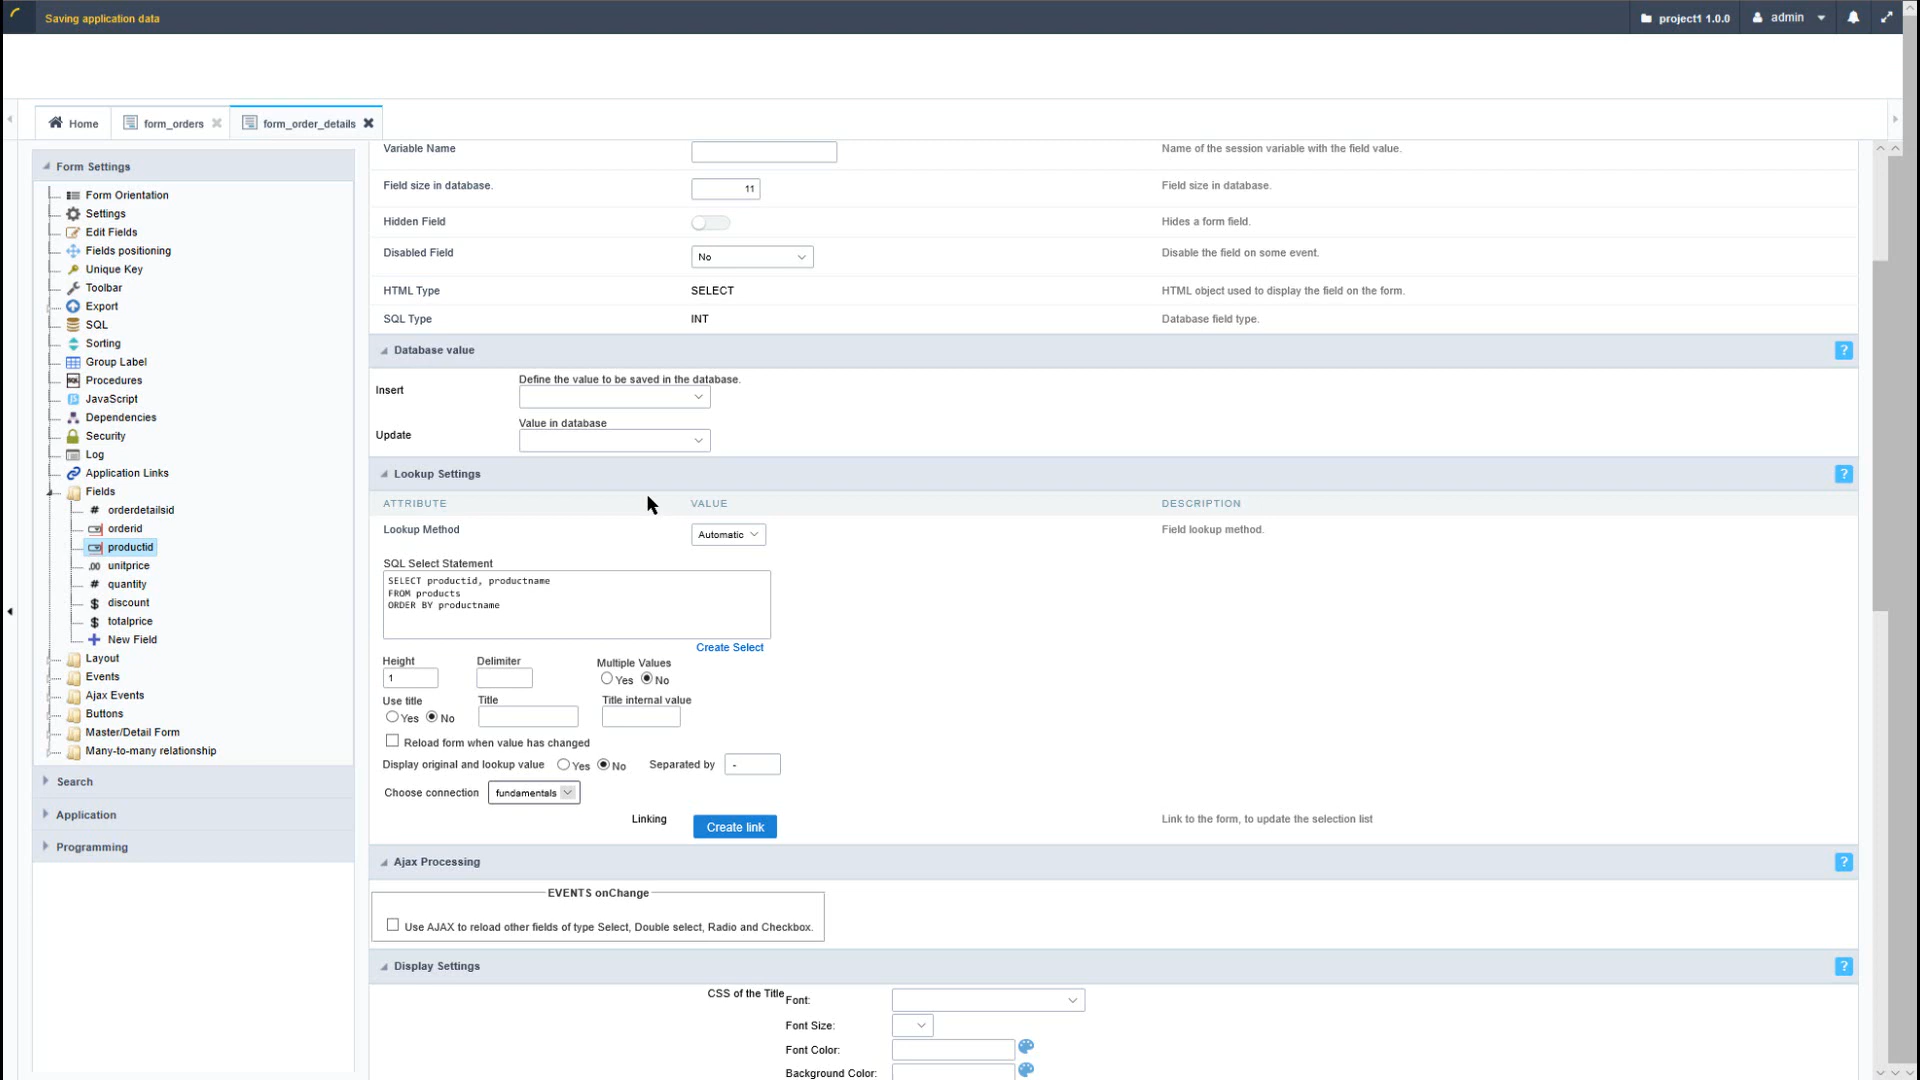 Saving application data
project1 1.0.0
admin
Home
form_orders
form_order_details
Form Settings
Form Orientation
Settings
Edit Fields
Fields positioning
Unique Key
Toolbar
Export
SQL
Sorting
Group Label
Procedures
JavaScript
Dependencies
Security
Log
Application Links
Fields
# orderdetailsid
orderid
productid
.00 unitprice
# quantity
$ discount
$ totalprice
New Field
Layout
Events
Ajax Events
Buttons
Master/Detail Form
Many-to-many relationship
Search
Application
Programming
Variable Name
Name of the session variable with the field value.
Field size in database.
11
Field size in database.
Hidden Field
Hides a form field.
Disabled Field
No
Disable the field on some event.
HTML Type
SELECT
HTML object used to display the field on the form.
SQL Type
INT
Database field type.
Database value
?
Define the value to be saved in the database.
Insert
Value in database
Update
Lookup Settings
?
ATTRIBUTE
VALUE
DESCRIPTION
Lookup Method
Automatic
Field lookup method.
SQL Select Statement
SELECT productid, productname
FROM products
ORDER BY productname
Create Select
Height
Delimiter
Multiple Values
1
Yes No
Use title
Title
Title internal value
Yes No
Reload form when value has changed
Display original and lookup value Yes No Separated by -
Choose connection fundamentals
Linking
Create link
Link to the form, to update the selection list
Ajax Processing
?
EVENTS onChange
Use AJAX to reload other fields of type Select, Double select, Radio and Checkbox.
Display Settings
?
CSS of the Title
Font:
Font Size:
Font Color:
Background Color: